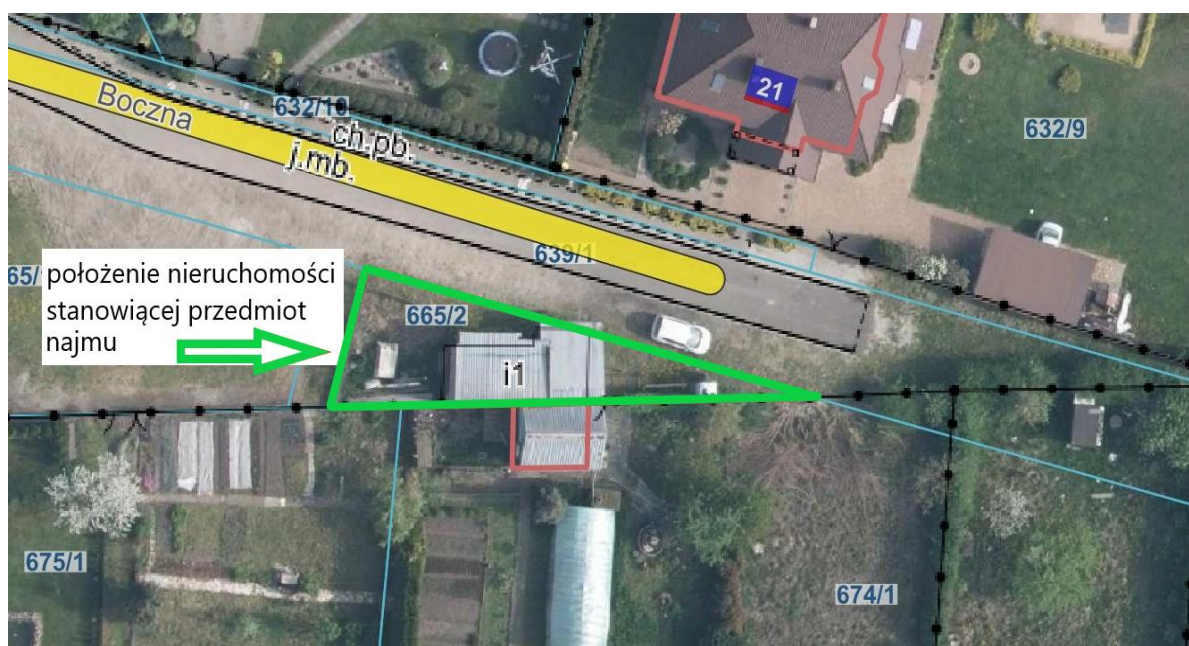 21
Boczna
632/10
632/9
ch.pb.
j.mb.
639/1
65/
położenie nieruchomości
stanowiącej przedmiot
najmu
665/2
i1
675/1
674/1